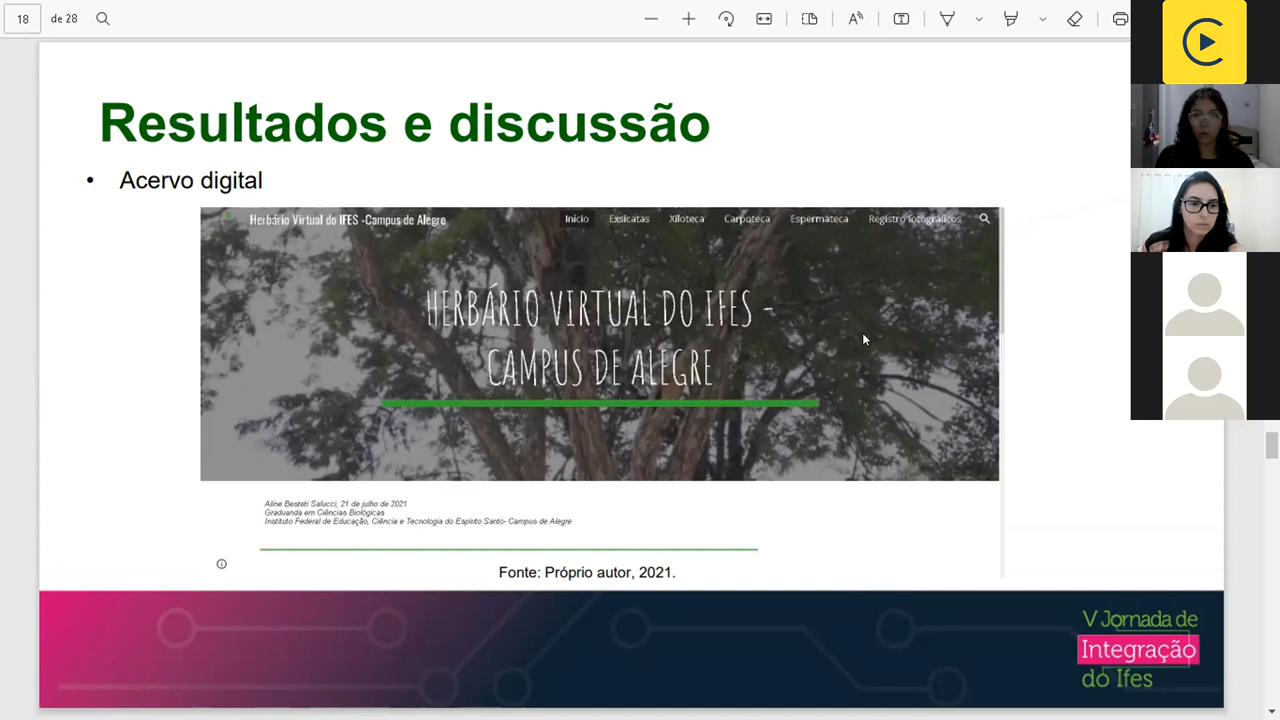 18 de 28
Resultados e discussão
• Acervo digital
Herbário Virtual do IFES -Campus de Alegre Início Exsicatas Xiloteca Carpoteca Espermateca Registro fotográficos
HERBÁRIO VIRTUAL DO IFES -
CAMPUS DE ALEGRE
Aline Besteti Salucci, 21 de julho de 2021
Graduanda em Ciências Biológicas
Instituto Federal de Educação, Ciência e Tecnologia do Espírito Santo- Campus de Alegre
Fonte: Próprio autor, 2021.
V Jornada de
Integração
do Ifes